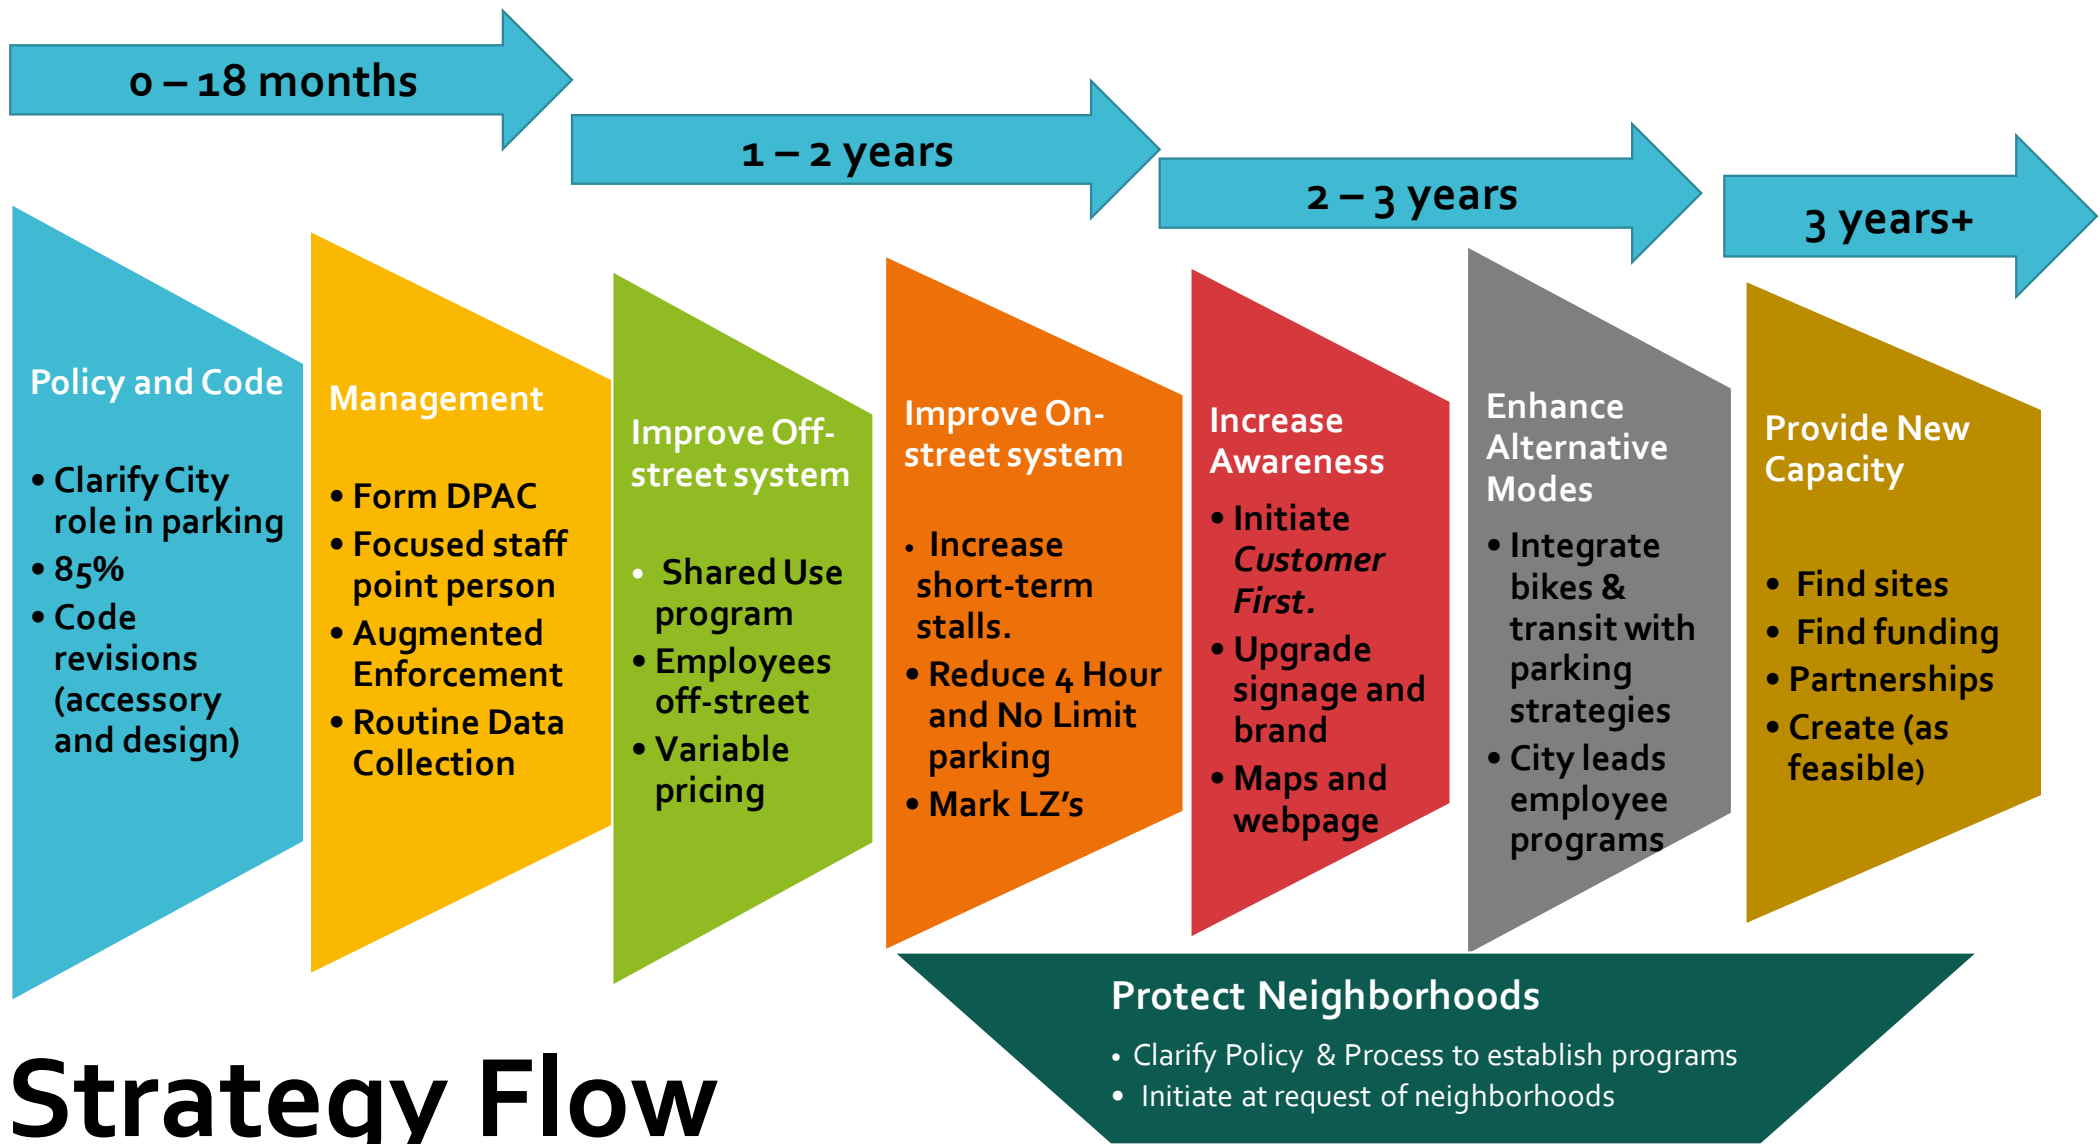 0 – 18 months
1 – 2 years
2 – 3 years
3 years+
Policy and Code
• Clarify City
role in parking
• 85%
• Code
revisions
(accessory
and design)
Management
• Form DPAC
• Focused staff
point person
• Augmented
Enforcement
• Routine Data
Collection
Improve Off-
street system
• Shared Use
program
• Employees
off-street
• Variable
pricing
Improve On-
street system
• Increase
short-term
stalls.
• Reduce 4 Hour
and No Limit
parking
• Mark LZ’s
Increase
Awareness
• Initiate
Customer
First.
• Upgrade
signage and
brand
• Maps and
webpage
Enhance
Alternative
Modes
• Integrate
bikes &
transit with
parking
strategies
• City leads
employee
programs
Provide New
Capacity
• Find sites
• Find funding
• Partnerships
• Create (as
feasible)
Protect Neighborhoods
• Clarify Policy & Process to establish programs
• Initiate at request of neighborhoods
Strategy Flow